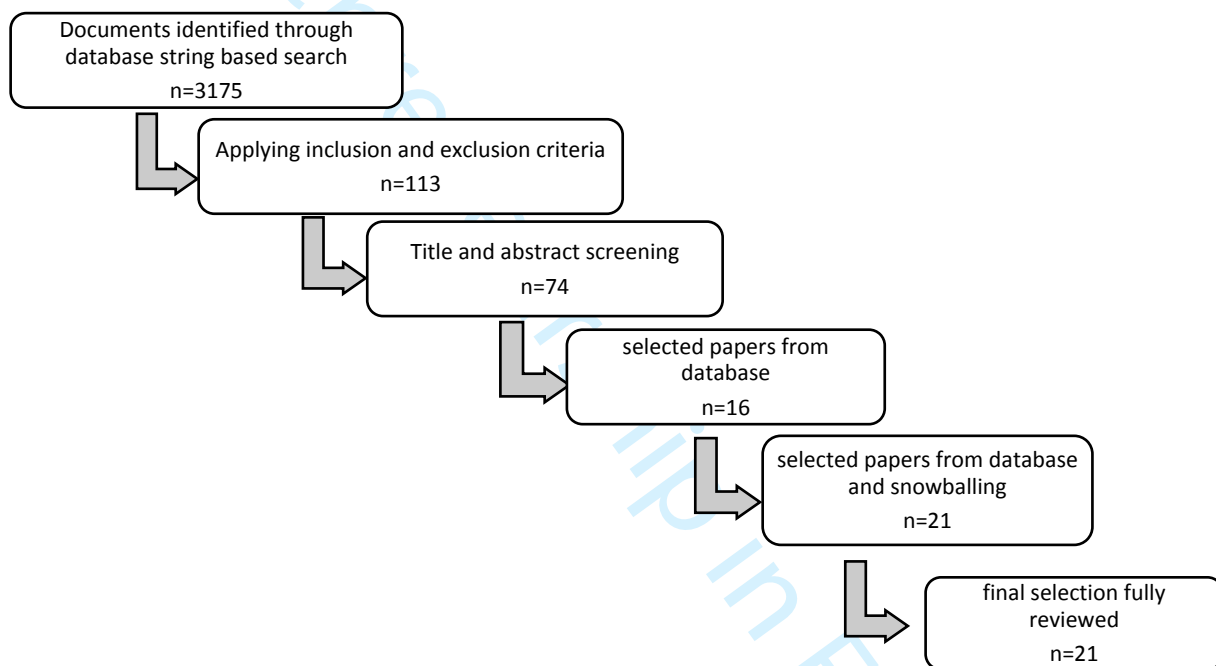 Documents identified through
database string based search
n=3175
Applying inclusion and exclusion criteria
n=113
Title and abstract screening
n=74
selected papers from
database
n=16
selected papers from database
and snowballing
n=21
final selection fully
reviewed
n=21